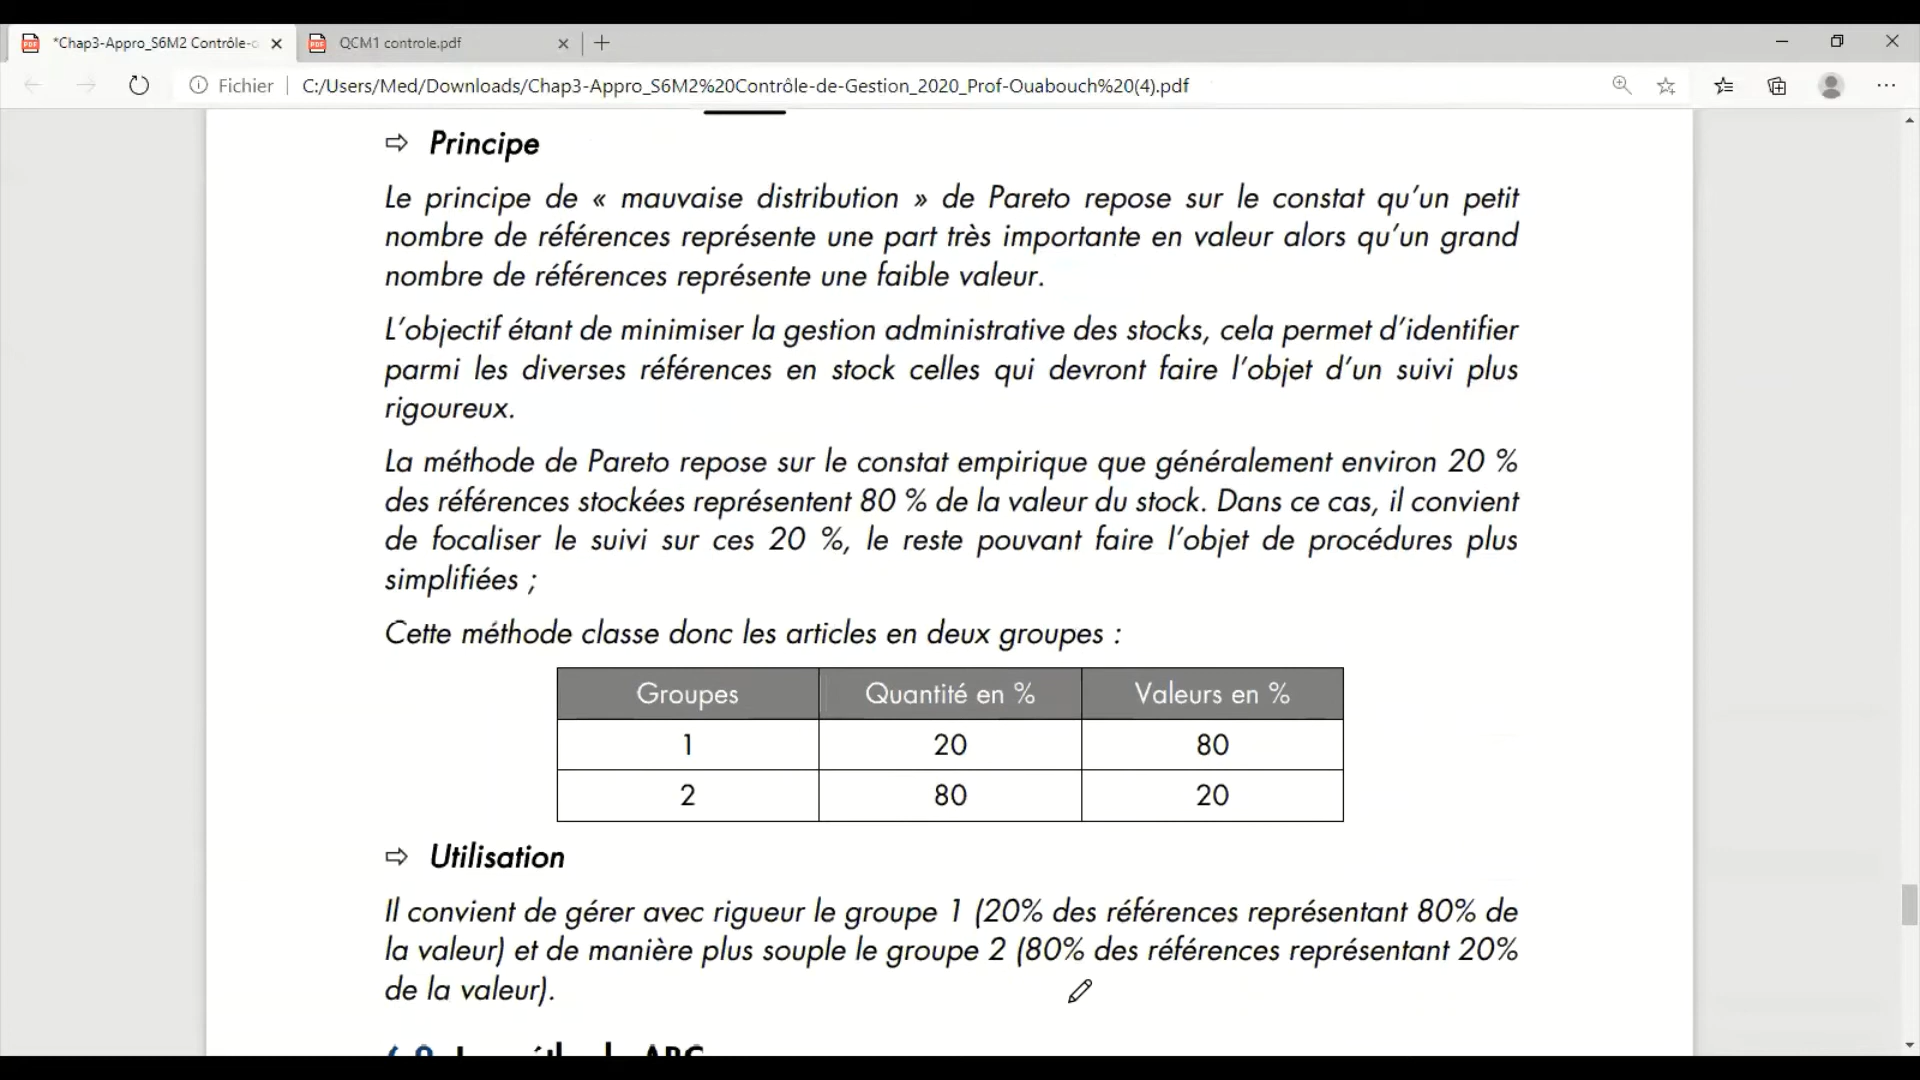 *Chap3-Appro_S6M2 Contrôle-
QCM1 controle.pdf
Fichier
C:/Users/Med/Downloads/Chap3-Appro_S6M2%20Contrôle-de-Gestion_2020_Prof-Ouabouch%20(4).pdf
⇨ Principe
Le principe de « mauvaise distribution » de Pareto repose sur le constat qu’un petit
nombre de références représente une part très importante en valeur alors qu’un grand
nombre de références représente une faible valeur.
L’objectif étant de minimiser la gestion administrative des stocks, cela permet d’identifier
parmi les diverses références en stock celles qui devront faire l’objet d’un suivi plus
rigoureux.
La méthode de Pareto repose sur le constat empirique que généralement environ 20 %
des références stockées représentent 80 % de la valeur du stock. Dans ce cas, il convient
de focaliser le suivi sur ces 20 %, le reste pouvant faire l’objet de procédures plus
simplifiées ;
Cette méthode classe donc les articles en deux groupes :
Groupes Quantité en % Valeurs en %
1 20 80
2 80 20
⇨ Utilisation
Il convient de gérer avec rigueur le groupe 1 (20% des références représentant 80% de
la valeur) et de manière plus souple le groupe 2 (80% des références représentant 20%
de la valeur).